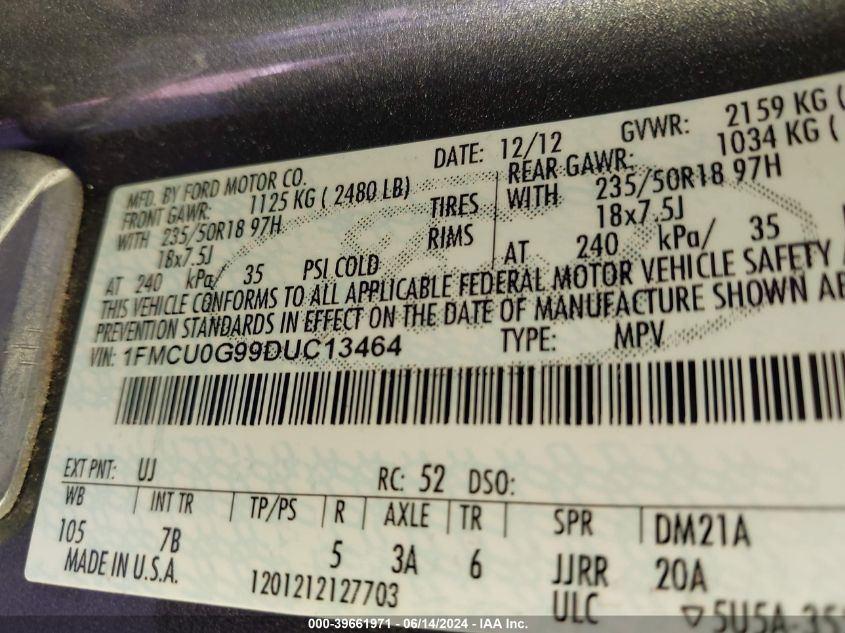 MFD. BY FORD MOTOR CO.
DATE: 12/12
GVWR: 2159 KG (
FRONT GAWR: 1125 KG ( 2480 LB)
REAR GAWR: 1034 KG (
WITH 235/50R18 97H
TIRES
WITH 235/50R18 97H
18x7.5J
RIMS
18x7.5J
AT 240 kPa/ 35 PSI COLD
AT 240 kPa/ 35
THIS VEHICLE CONFORMS TO ALL APPLICABLE FEDERAL MOTOR VEHICLE SAFETY
PREVENTION STANDARDS IN EFFECT ON THE DATE OF MANUFACTURE SHOWN
VIN: 1FMCU0G99DUC13464
TYPE: MPV
EXT PNT: UJ
RC: 52 DSO:
WB INT TR TP/PS R AXLE TR SPR DM21A
105 7B 5 3A 6 JJRR 20A
MADE IN U.S.A.
1201212127703
ULC
000-39661971 - 06/14/2024 - IAA Inc.